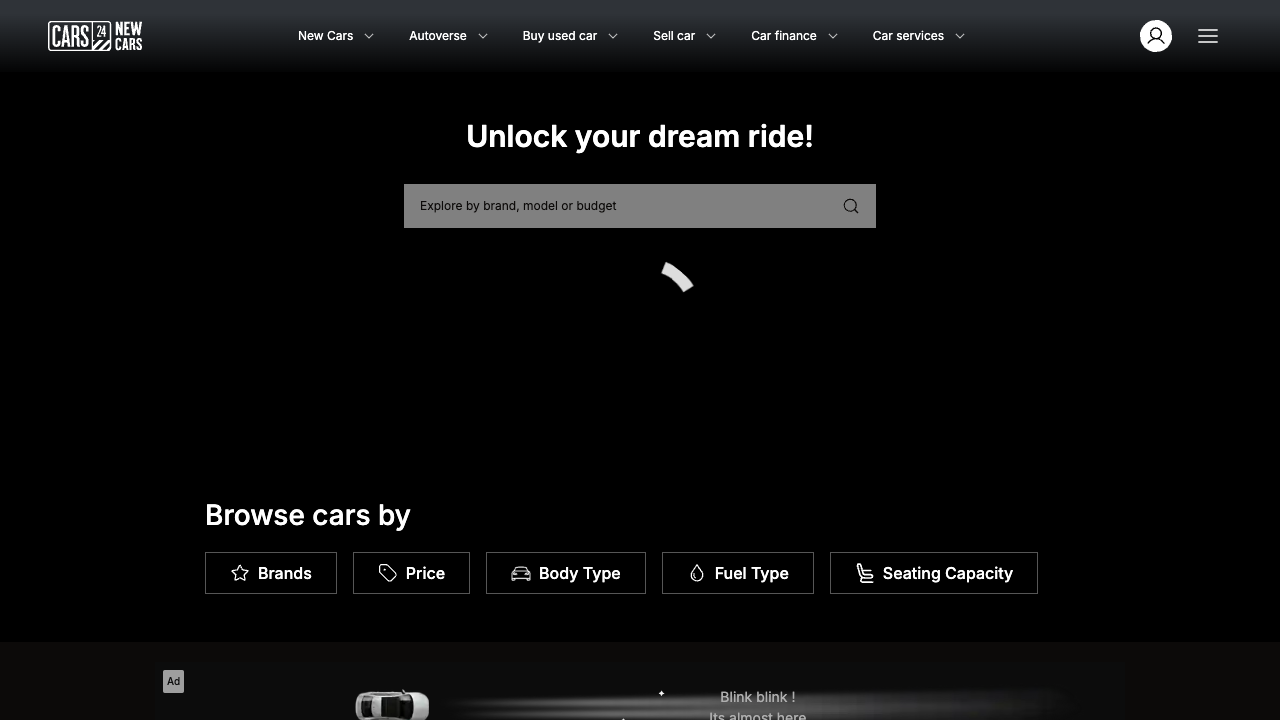 CARS 24 NEW CARS
New Cars
Autoverse
Buy used car
Sell car
Car finance
Car services
Unlock your dream ride!
Explore by brand, model or budget
Browse cars by
Brands
Price
Body Type
Fuel Type
Seating Capacity
Ad
Blink blink !
Its almost here